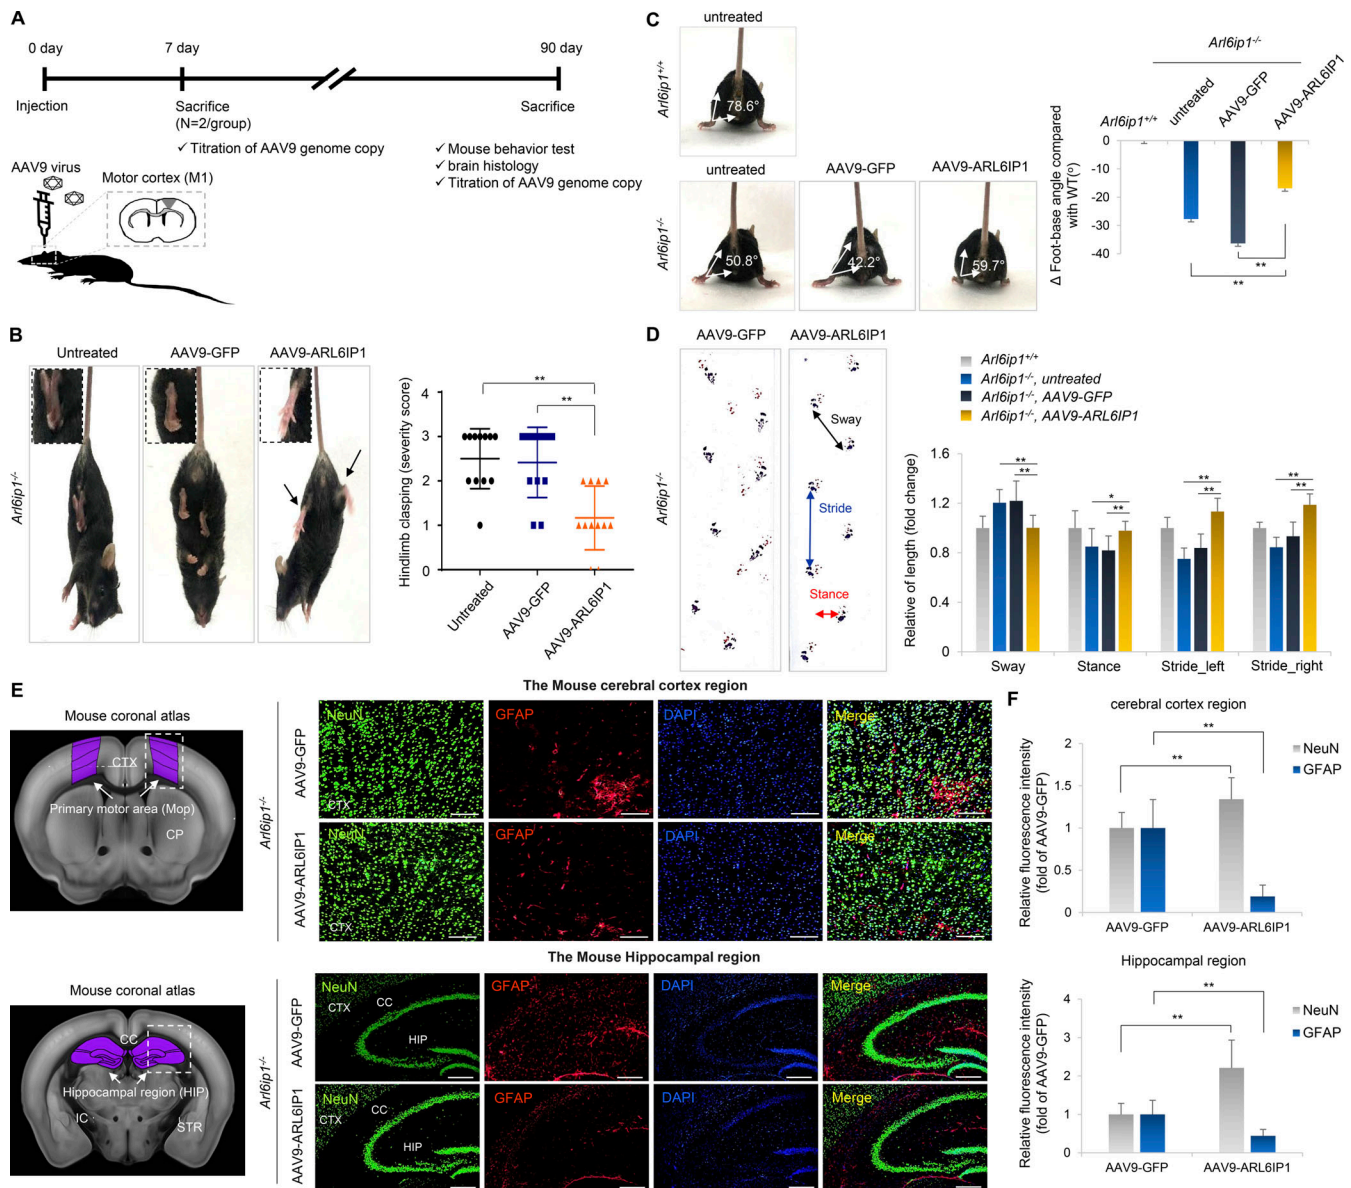 A
0 day
7 day
90 day
Injection
Sacrifice
(N=2/group)
Sacrifice
✓ Titration of AAV9 genome copy
✓ Mouse behavior test
✓ brain histology
✓ Titration of AAV9 genome copy
AAV9 virus
Motor cortex (M1)
B
Untreated
AAV9-GFP
AAV9-ARL6IP1
Arl6ip1-/-
Hindlimb clasping (severity score)
4
3
2
1
0
**
**
Untreated
AAV9-GFP
AAV9-ARL6IP1
C
untreated
Arl6ip1+/+
78.6°
untreated
AAV9-GFP
AAV9-ARL6IP1
Arl6ip1-/-
50.8°
42.2°
59.7°
Arl6ip1-/-
Arl6ip1+/+
untreated
AAV9-GFP
AAV9-ARL6IP1
Δ Foot-base angle compared
with WT(°)
0
-10
-20
-30
-40
**
**
D
AAV9-GFP
AAV9-ARL6IP1
Arl6ip1-/-
*
Sway
Stride
Stance
Arl6ip1+/+
Arl6ip1-/-, untreated
Arl6ip1-/-, AAV9-GFP
Arl6ip1-/-, AAV9-ARL6IP1
Relative of length (fold change)
1.6
1.2
0.8
0.4
0
**
**
*
**
**
**
**
**
Sway
Stance
Stride_left
Stride_right
E
The Mouse cerebral cortex region
Mouse coronal atlas
CTX
Primary motor area (Mop)
CP
Arl6ip1-/-
AAV9-GFP
NeuN
GFAP
DAPI
Merge
CTX
AAV9-ARL6IP1
NeuN
GFAP
DAPI
Merge
CTX
The Mouse Hippocampal region
Mouse coronal atlas
CC
Hippocampal region (HIP)
IC
STR
Arl6ip1-/-
AAV9-GFP
NeuN
GFAP
DAPI
Merge
CTX
CC
HIP
AAV9-ARL6IP1
NeuN
GFAP
DAPI
Merge
CTX
CC
HIP
F
cerebral cortex region
Relative fluorescence intensity
(fold of AAV9-GFP)
2
1.5
1
0.5
0
**
**
NeuN
GFAP
AAV9-GFP
AAV9-ARL6IP1
Hippocampal region
Relative fluorescence intensity
(fold of AAV9-GFP)
4
3
2
1
0
**
**
NeuN
GFAP
AAV9-GFP
AAV9-ARL6IP1